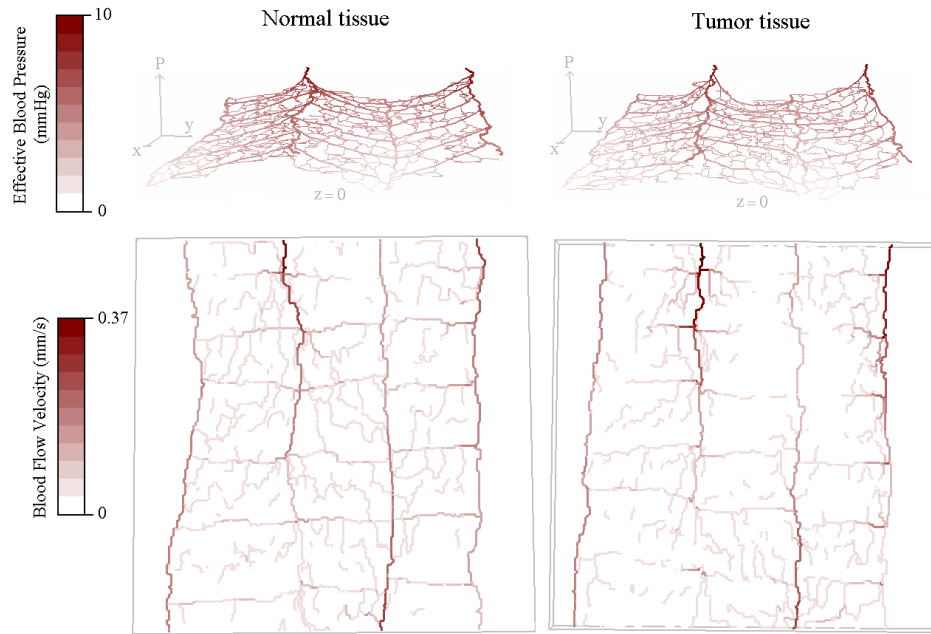 Normal tissue
Tumor tissue
10
Effective Blood Pressure
(mmHg)
0
P
y
x
z=0
P
y
x
z=0
0.37
Blood Flow Velocity (mm/s)
0